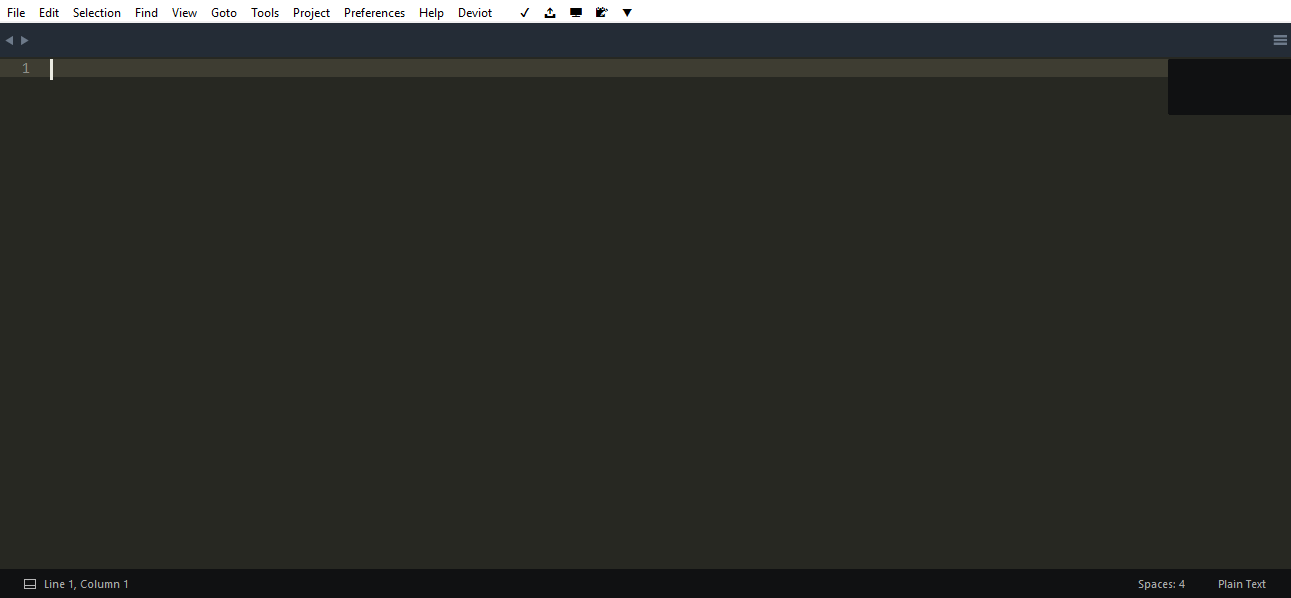 File Edit Selection Find View Goto Tools Project Preferences Help Deviot ✓ ▼
1
Line 1, Column 1 Spaces: 4 Plain Text